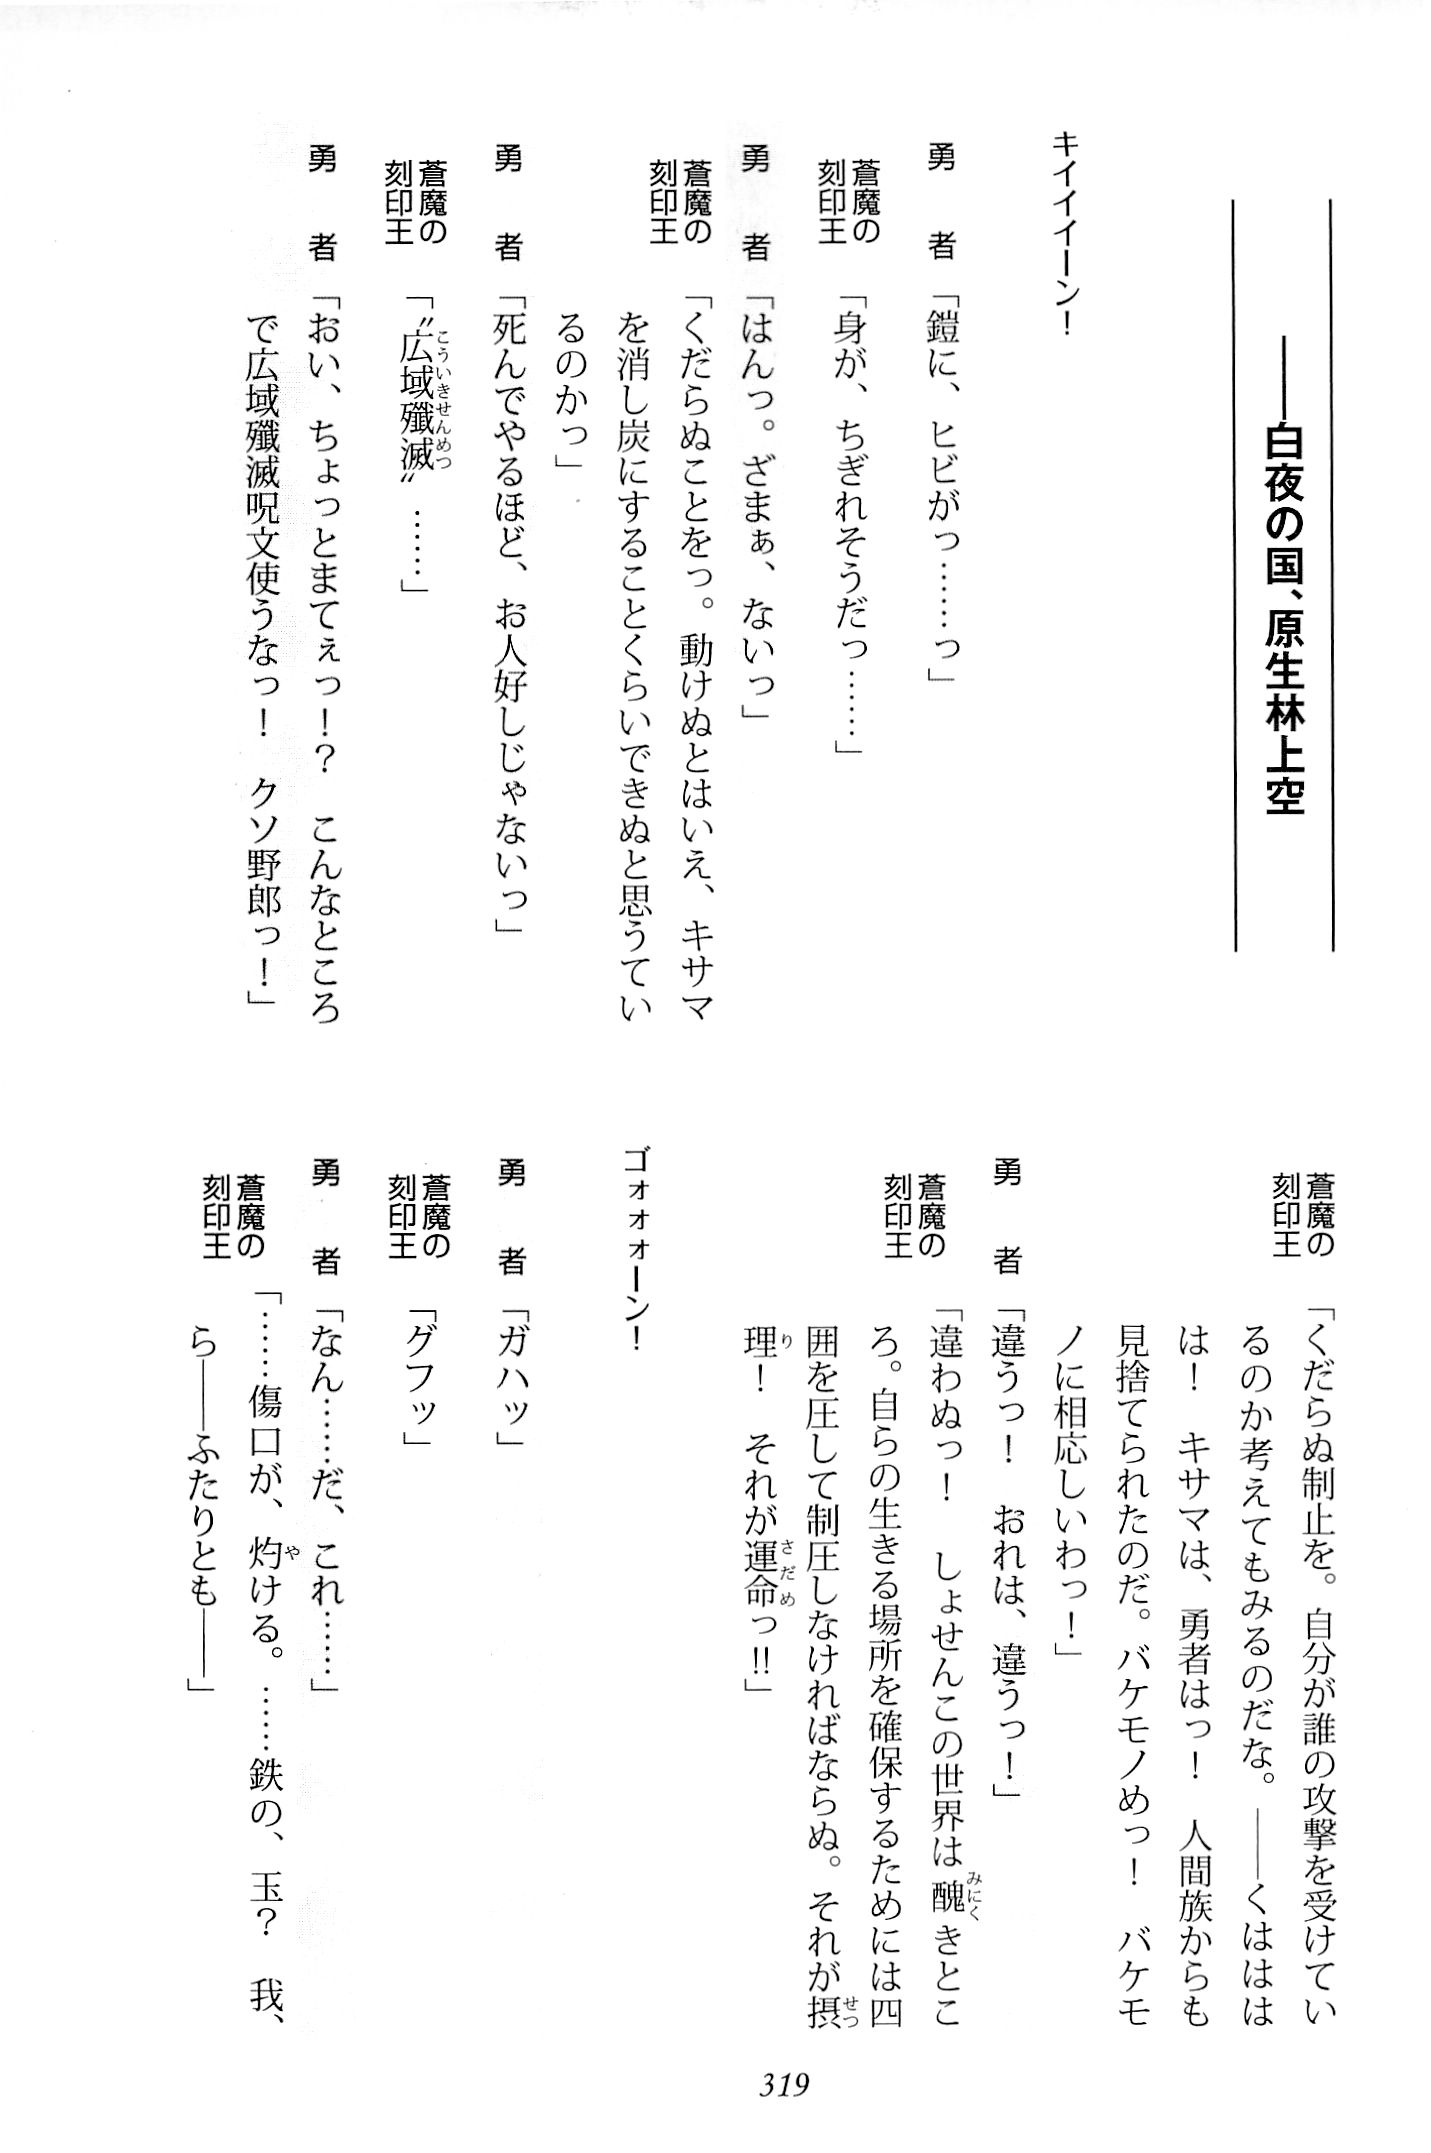 ――白夜の国、原生林上空
キイイイーン！
勇者「鎧に、ヒビがっ……っ」
蒼魔の刻印王「身が、ちぎれそうだっ……」
勇者「はんっ。ざまぁ、ないっ」
蒼魔の刻印王「くだらぬことをっ。動けぬとはいえ、キサマ
を消し炭にすることくらいできぬと思うてい
るのかっ」
勇者「死んでやるほど、お人好しじゃないっ」
蒼魔の刻印王「〝広域殲滅〟……」
こういきせんめつ
勇者「おい、ちょっとまてぇっ！？　こんなところ
で広域殲滅呪文使うなっ！　クソ野郎っ！」
蒼魔の刻印王「くだらぬ制止を。自分が誰の攻撃を受けてい
るのか考えてもみるのだな。――くははは
は！　キサマは、勇者はっ！　人間族からも
見捨てられたのだ。バケモノめっ！　バケモ
ノに相応しいわっ！」
勇者「違うっ！　おれは、違うっ！」
蒼魔の刻印王「違わぬっ！　しょせんこの世界は醜きとこ
みにく
ろ。自らの生きる場所を確保するためには四
囲を圧して制圧しなければならぬ。それが摂
せつ
理！　それが運命っ‼」
り　さだめ
ゴォォォーン！
勇者「ガハッ」
蒼魔の刻印王「グフッ」
勇者「なん……だ、これ……」
蒼魔の刻印王「……傷口が、灼ける。……鉄の、玉？　我、
や
ら――ふたりとも――」
319